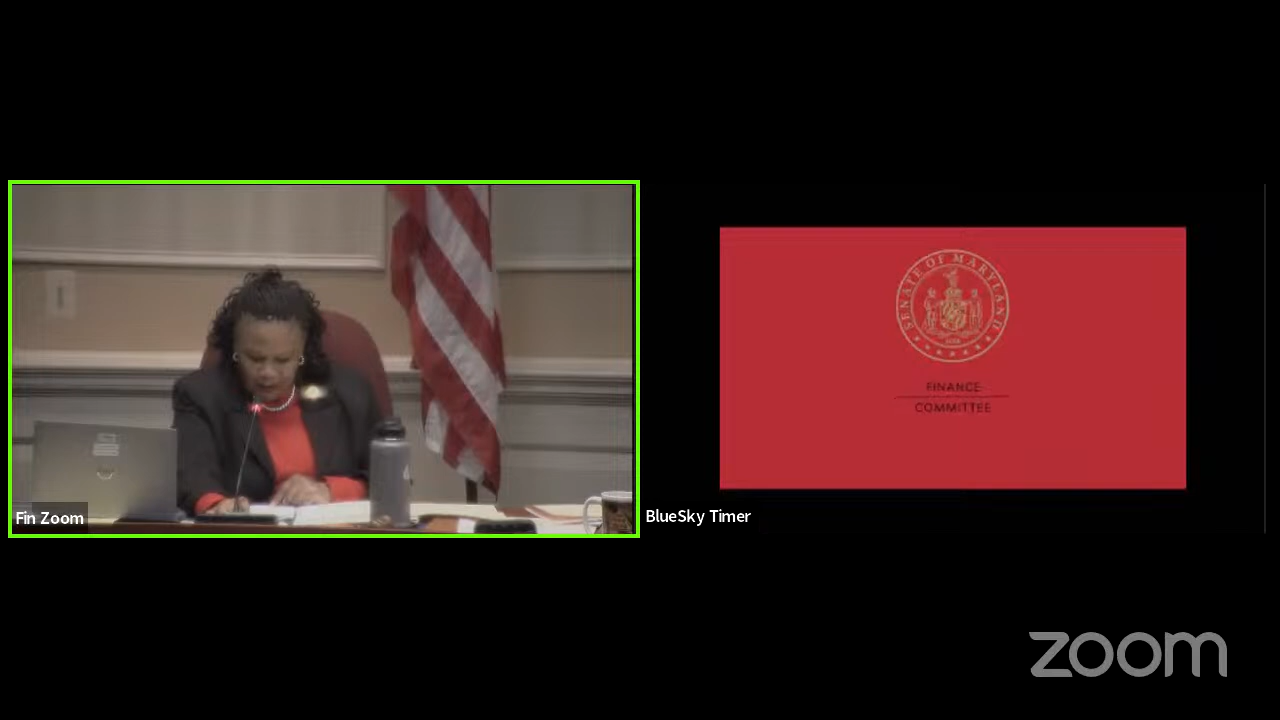 SENATE OF MARYLAND
FINANCE
COMMITTEE
Fin Zoom
BlueSky Timer
zoom